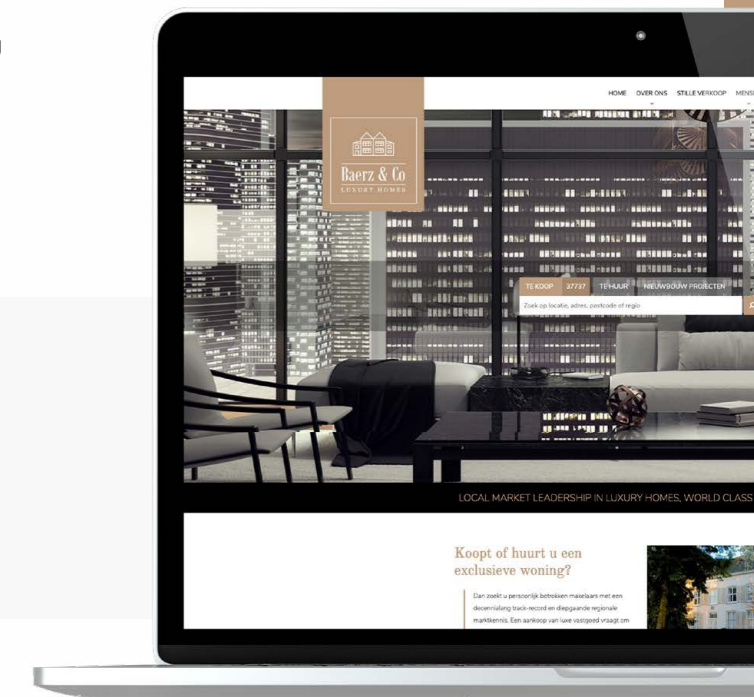 HOME OVER ONS STILLE VERKOOP
Baerz & Co
LUXURY HOMES
TE KOOP 37737 TE HUUR NIEUWBOUW PROJECTEN
Zoek op locatie, adres, postcode of regio
LOCAL MARKET LEADERSHIP IN LUXURY HOMES, WORLD CLASS
Koopt of huurt u een
exclusieve woning?
Dan zoekt u persoonlijk betrokken makelaars met een
decennialang track-record en diepgaande regionale
marktkennis. Een aankoop van luxe vastgoed vraagt om